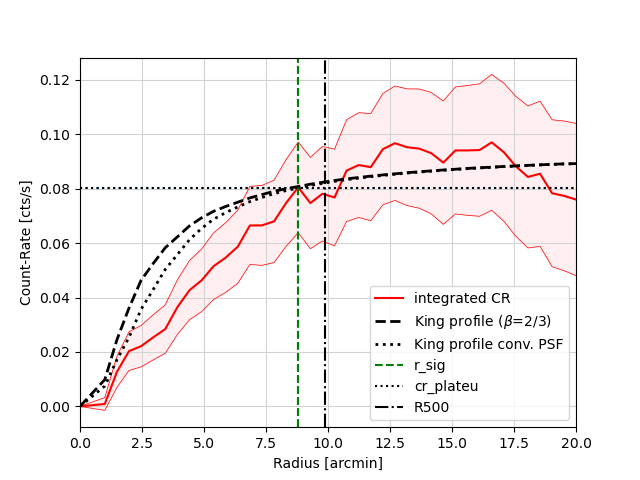 0.12
0.10
0.08
0.06
0.04
0.02
0.00
Count-Rate [cts/s]
integrated CR
King profile (β=2/3)
King profile conv. PSF
r_sig
cr_plateu
R500
0.0 2.5 5.0 7.5 10.0 12.5 15.0 17.5 20.0
Radius [arcmin]